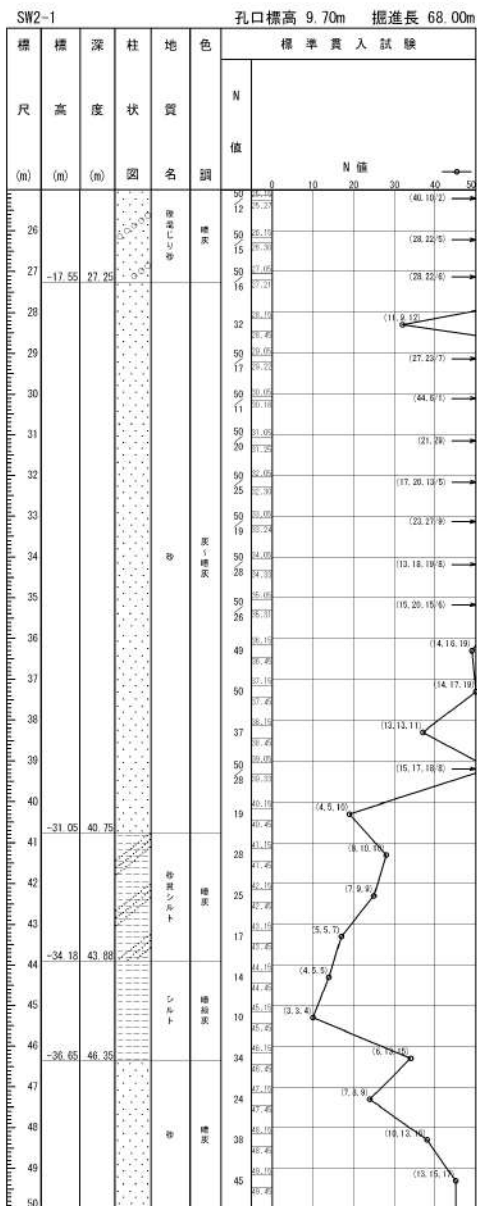 SW2-1 孔口標高 9.70m 掘進長 68.00m
標尺(m) 標高(m) 深度(m) 柱状図 地質名 色調 標準貫入試験
N値
N 値
0 10 20 30 40 50
50/12 (40, 10/2)
礫混じり砂 暗灰
26 50/15 (28, 22/5)
27 50/16 (28, 22/6)
-17.55 27.25
28 32 (11, 9, 12)
29 50/17 (27, 23/7)
30 50/11 (44, 6/1)
31 50/20 (21, 29)
32 50/25 (17, 20, 13/5)
33 50/19 (23, 27/9)
34 砂 灰~暗灰 50/28 (13, 18, 19/8)
35 50/26 (15, 20, 15/6)
36 49 (14, 16, 19)
37 50 (14, 17, 19)
38 37 (13, 13, 11)
39 50/28 (15, 17, 18/8)
40 19 (4, 5, 10)
-31.05 40.75
41 28
42 砂質シルト 暗灰 25 (7, 9, 9)
43 17 (5, 5, 7)
-34.18 43.88
44 14 (4, 5, 5)
45 シルト 暗緑灰 10 (3, 3, 4)
46 34 (6, 13, 15)
-36.65 46.35
47 24 (7, 8, 9)
48 砂 暗灰 38
49 45 (13, 15, 17)
50